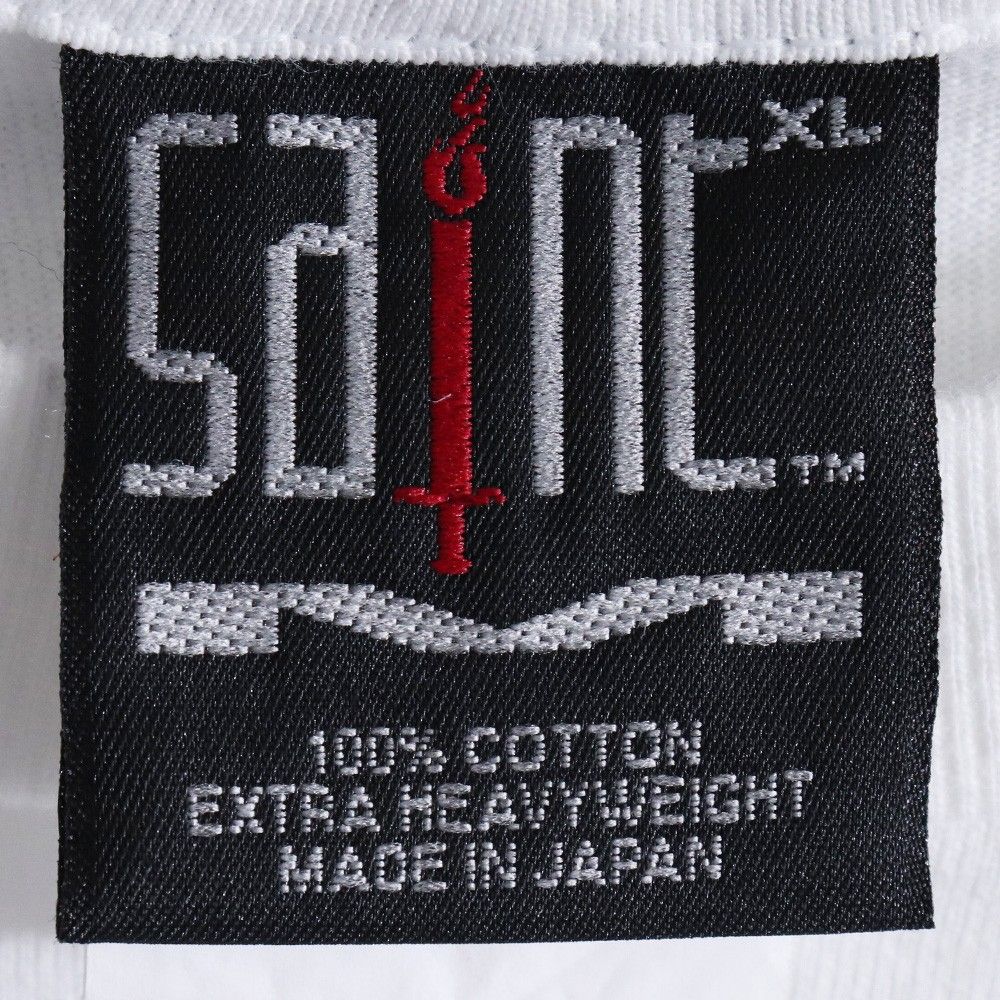 saint XL
TM
100% COTTON
EXTRA HEAVYWEIGHT
MADE IN JAPAN